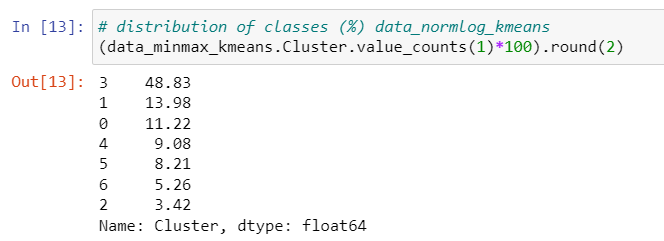 In [13]: # distribution of classes (%) data_normlog_kmeans
(data_minmax_kmeans.Cluster.value_counts(1)*100).round(2)
Out[13]: 3 48.83
1 13.98
0 11.22
4 9.08
5 8.21
6 5.26
2 3.42
Name: Cluster, dtype: float64